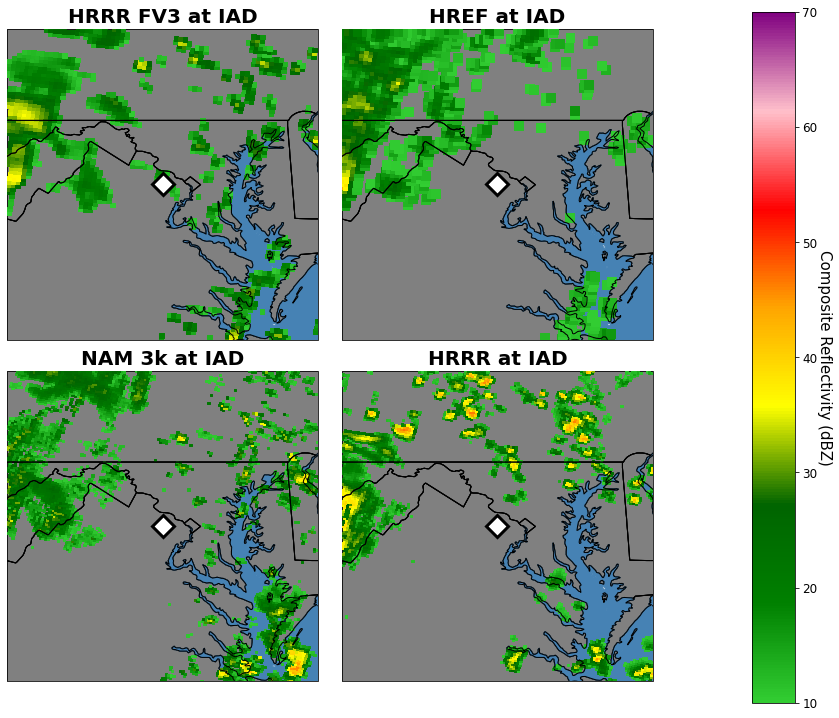 HRRR FV3 at IAD
HREF at IAD
NAM 3k at IAD
HRRR at IAD
70
60
50
40
30
20
10
Composite Reflectivity (dBZ)